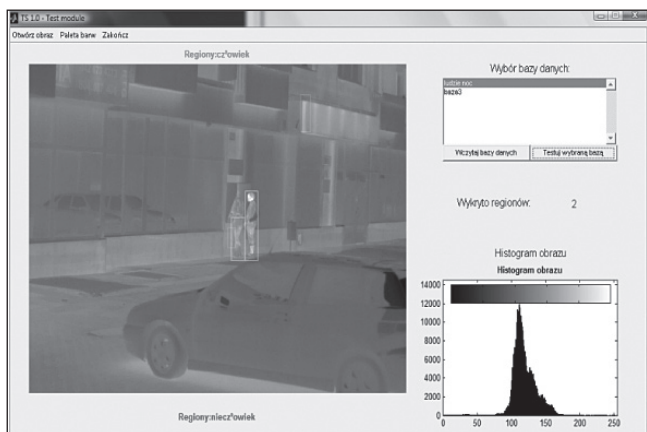 TS 1.0 - Test module
Otwórz obraz Paleta barw Zakończ
Regiony:cz³owiek
Wybór bazy danych:
ludzie noc
baza3
Wczytaj bazy danych
Testuj wybraną bazę
Wykryto regionów: 2
Histogram obrazu
Histogram obrazu
14000
12000
10000
8000
6000
4000
2000
0
0 50 100 150 200 250
Regiony:niecz³owiek